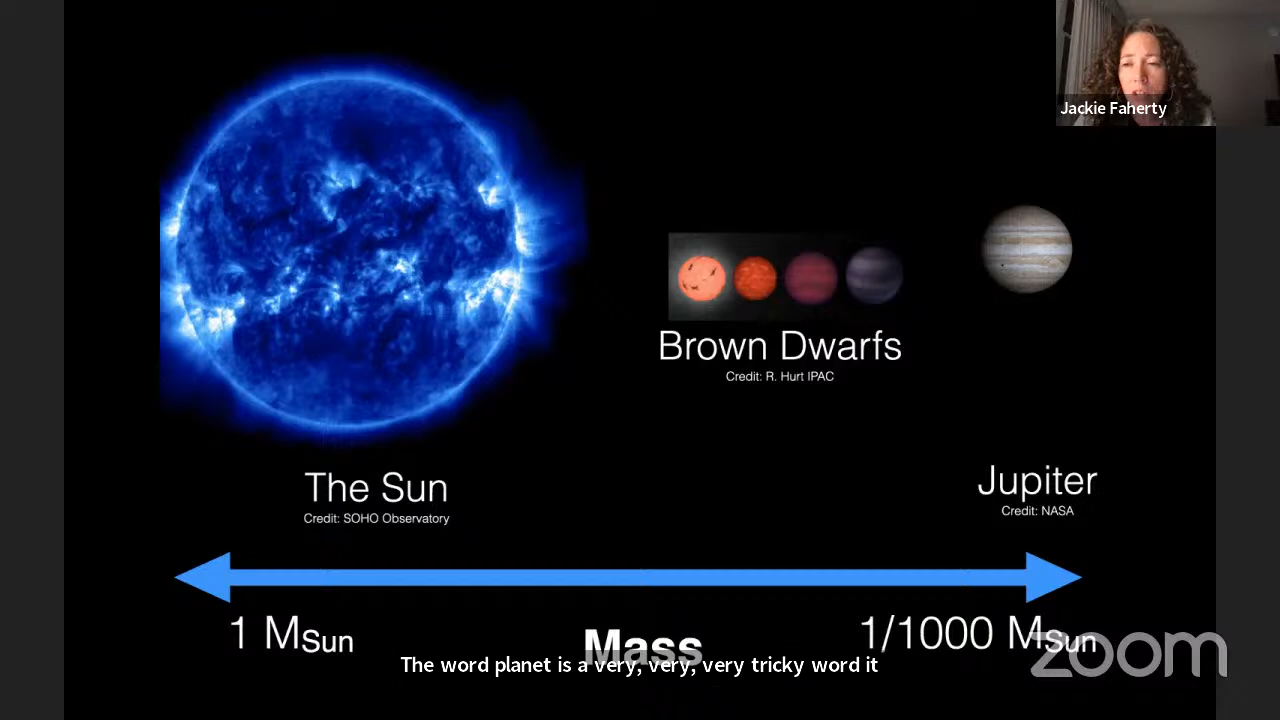 Jackie Faherty
Brown Dwarfs
Credit: R. Hurt IPAC
The Sun
Credit: SOHO Observatory
Jupiter
Credit: NASA
1 MSun
Mass
1/1000 MSun
The word planet is a very, very, very tricky word it
zoom